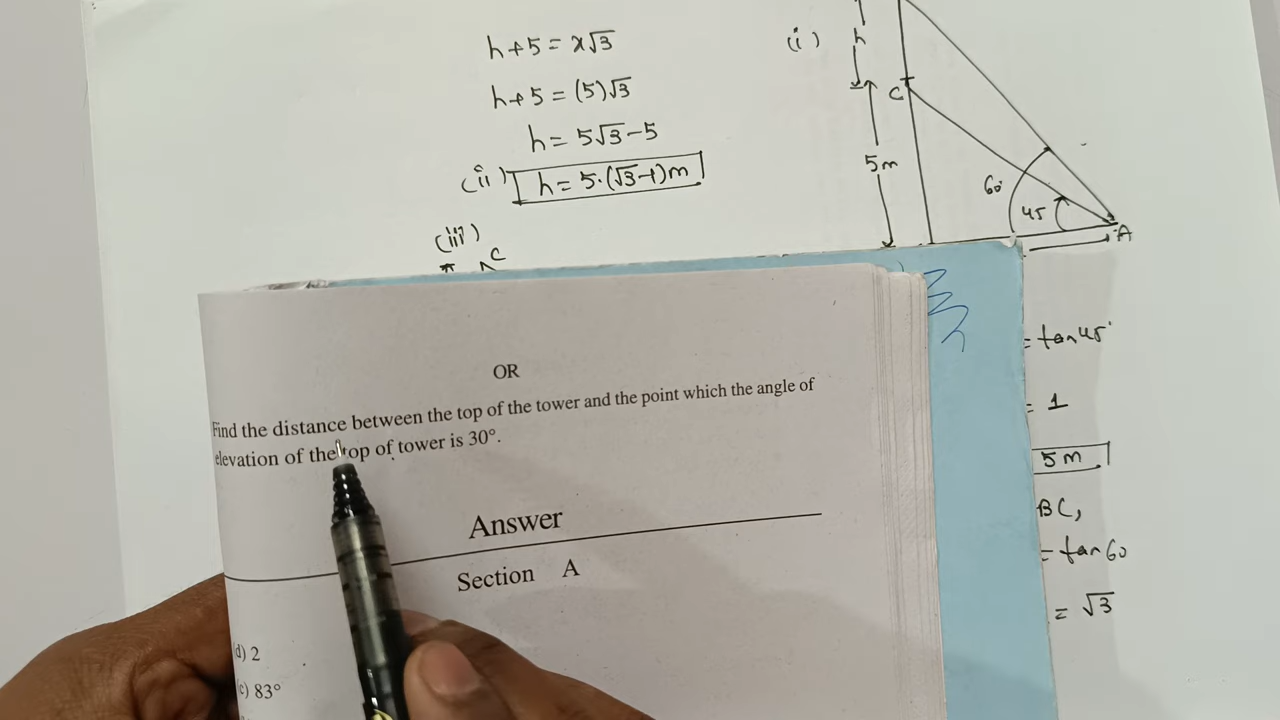 h+5 = x√3
h+5 = (5)√3
h = 5√3-5
(ii) h = 5.(√3-1)m
(iii)
C
(i) h
C
5m
60°
45
A
= tan45°
= 1
5m
BC,
= tan60
= √3
OR
Find the distance between the top of the tower and the point which the angle of
elevation of the top of tower is 30°.
Answer
Section A
(d) 2
(c) 83°